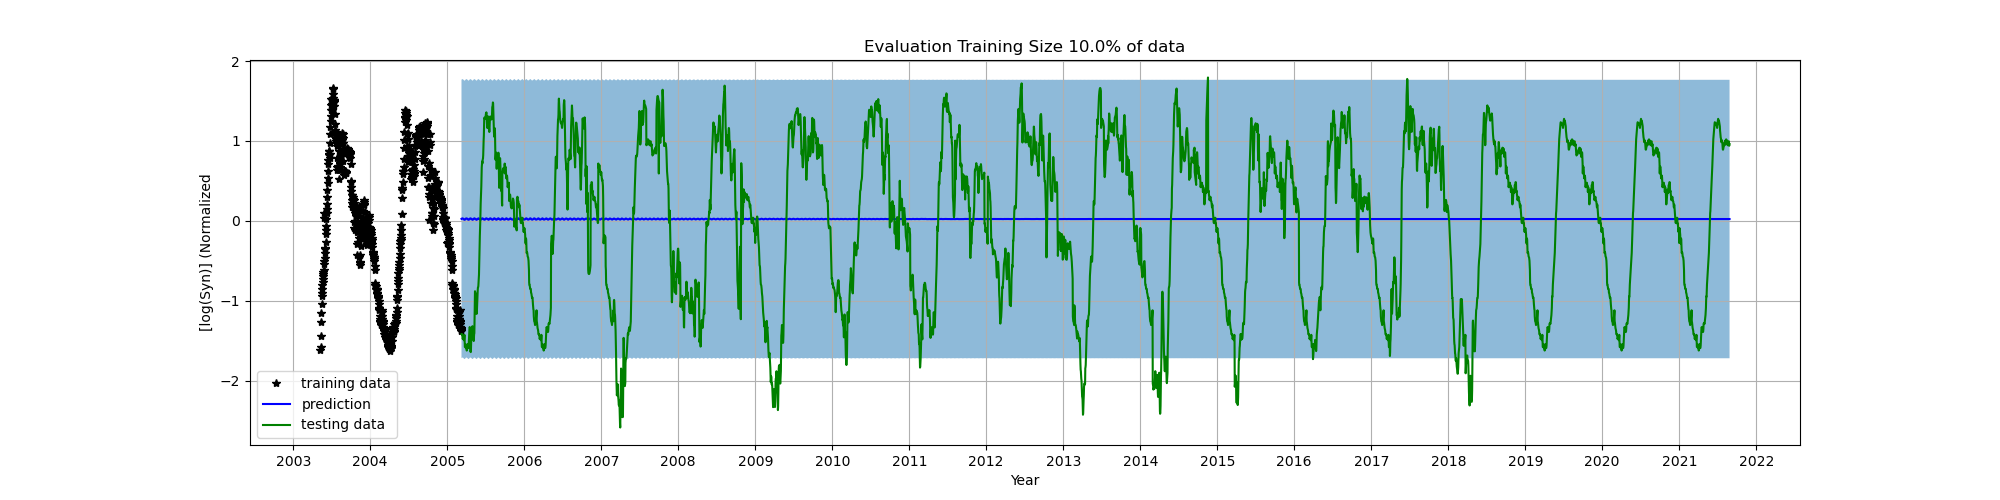 Evaluation Training Size 10.0% of data
[log(Syn)] (Normalized
2
1
0
−1
−2
training data
prediction
testing data
2003 2004 2005 2006 2007 2008 2009 2010 2011 2012 2013 2014 2015 2016 2017 2018 2019 2020 2021 2022
Year